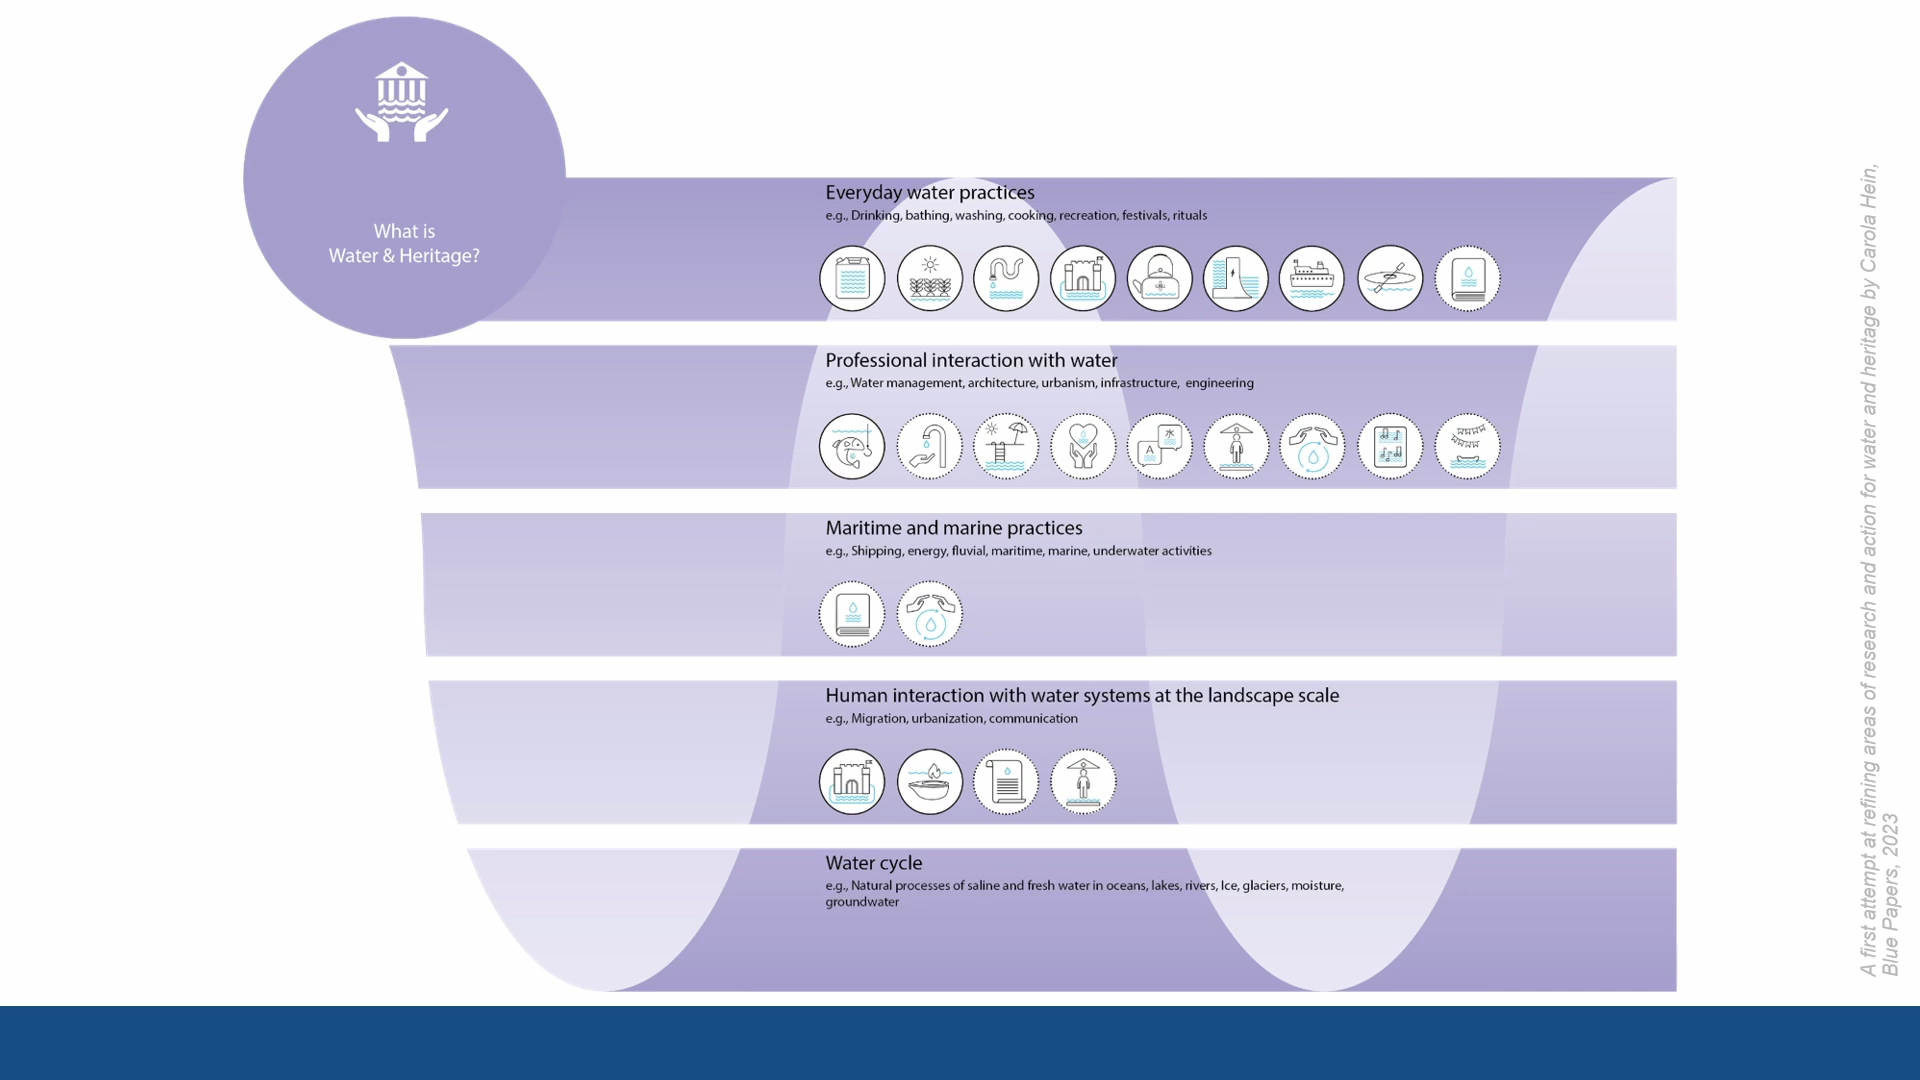 What is
Water & Heritage?
Everyday water practices
e.g., Drinking, bathing, washing, cooking, recreation, festivals, rituals
Professional interaction with water
e.g., Water management, architecture, urbanism, infrastructure, engineering
A
水
Maritime and marine practices
e.g., Shipping, energy, fluvial, maritime, marine, underwater activities
Human interaction with water systems at the landscape scale
e.g., Migration, urbanization, communication
Water cycle
e.g., Natural processes of saline and fresh water in oceans, lakes, rivers, Ice, glaciers, moisture,
groundwater
A first attempt at refining areas of research and action for water and heritage by Carola Hein,
Blue Papers, 2023